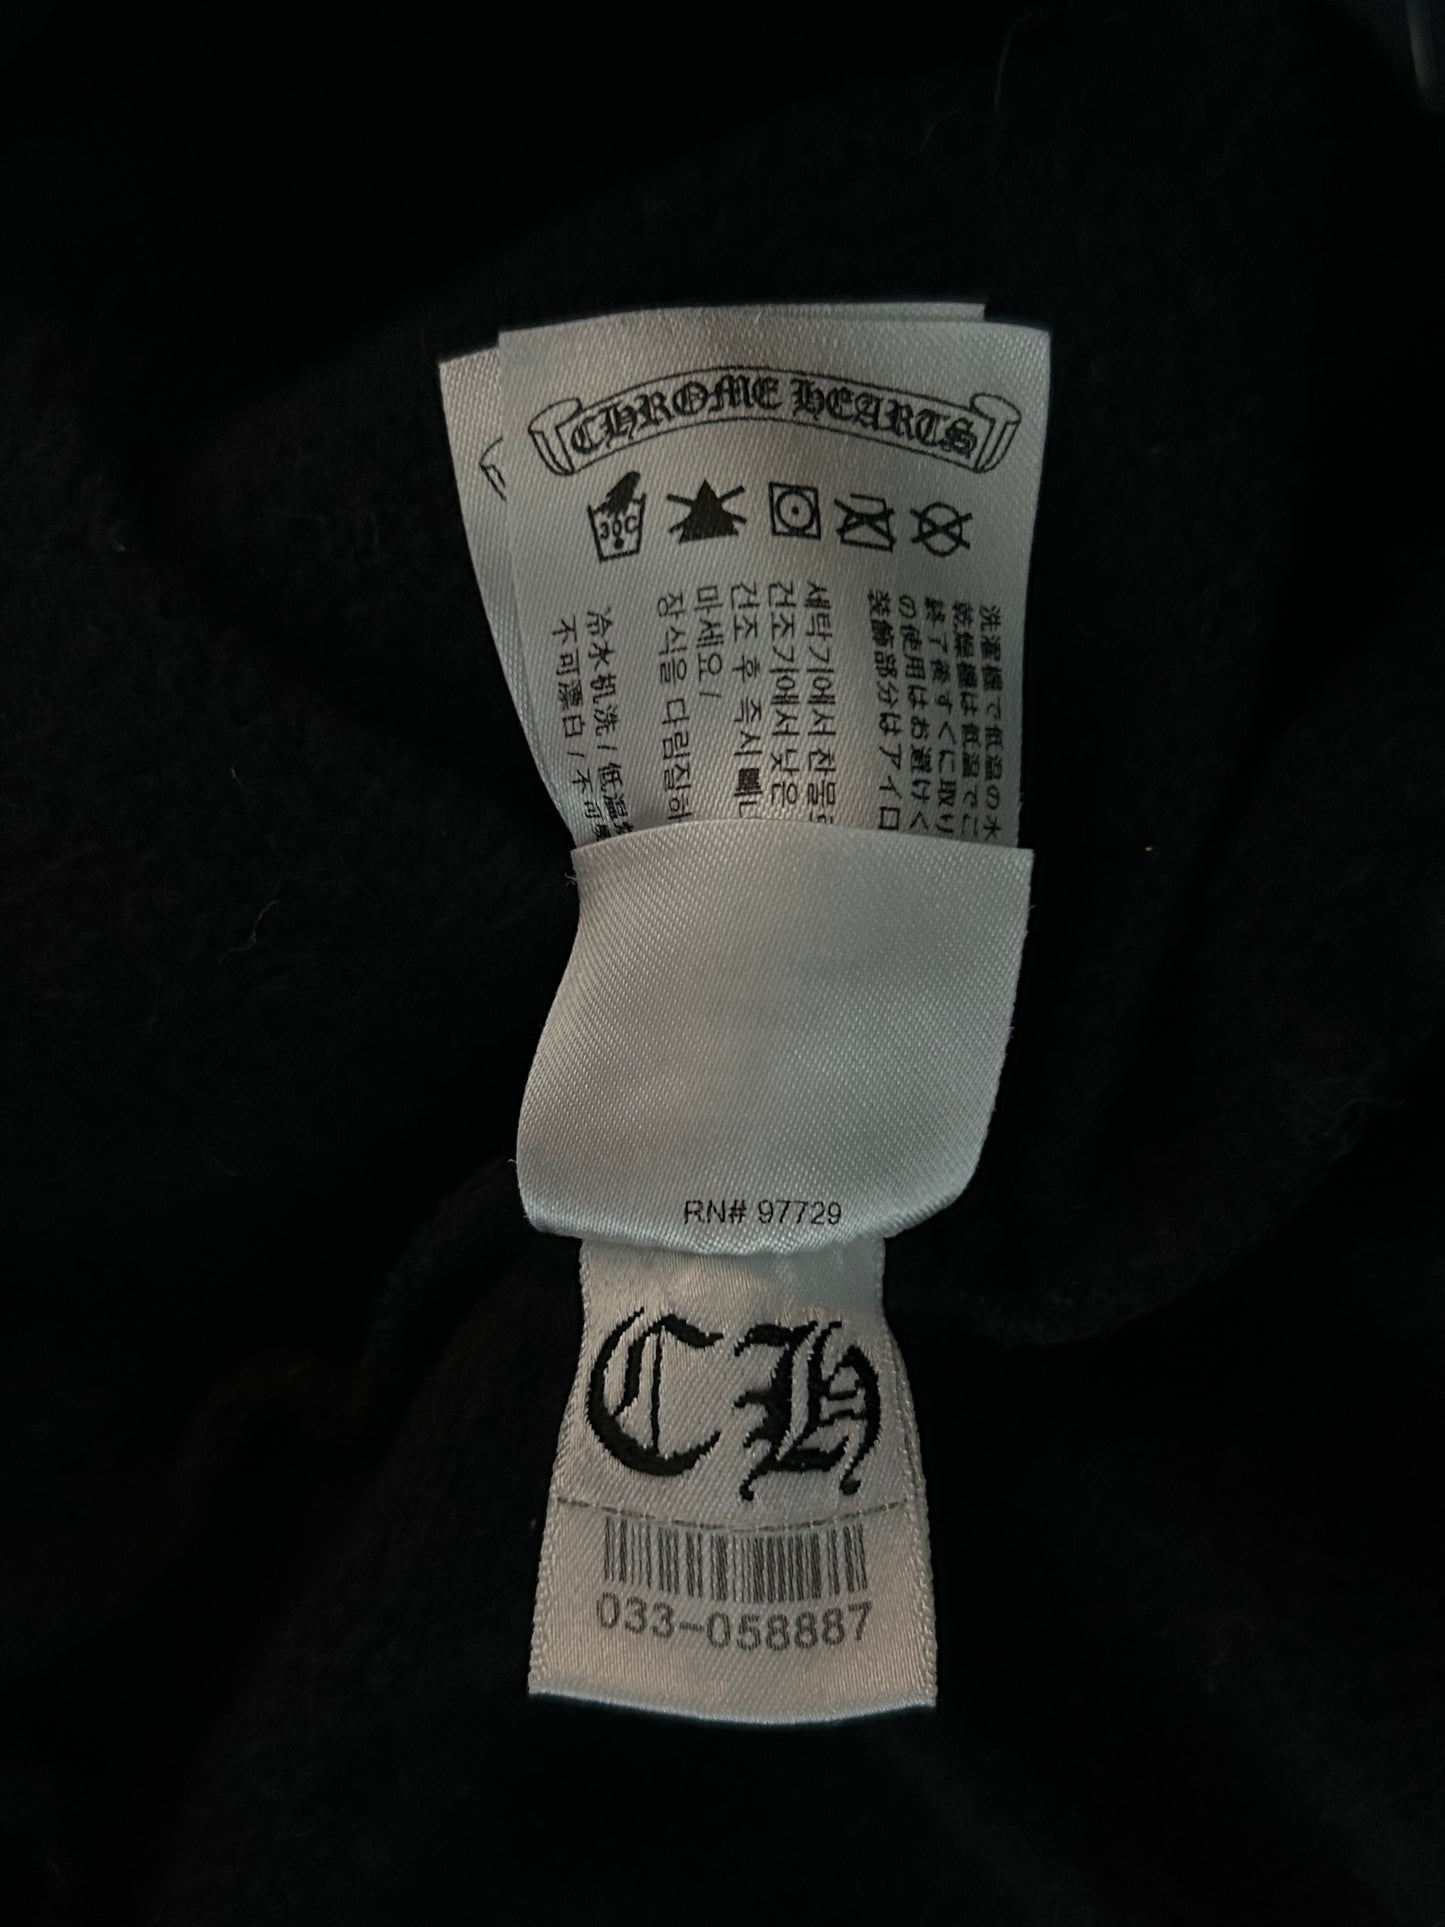 CHROME HEARTS
30C
洗濯機で低温の水
乾燥機は低温でご
終了後すぐに取り
の使用はお避けく
装飾部分はアイロ
세탁기에서 찬물
건조기에서 낮은
건조 후 즉시 빼
마세요 /
장식을 다림질하
冷水机洗 / 低温
不可漂白 / 不可
RN# 97729
CH
033-058887